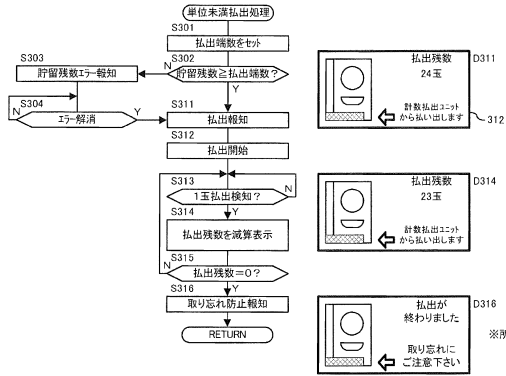 単位未満払出処理
S301
払出端数をセット
S302
貯留残数≧払出端数？
N
Y
S303
貯留残数エラー報知
S304
エラー解消
N
Y
S311
払出報知
S312
払出開始
S313
1玉払出検知？
N
Y
S314
払出残数を減算表示
S315
払出残数=0？
N
Y
S316
取り忘れ防止報知
RETURN
D311
払出残数
24玉
計数払出ユニット
から払い出します
312
D314
払出残数
23玉
計数払出ユニット
から払い出します
D316
払出が
終わりました
取り忘れに
ご注意下さい